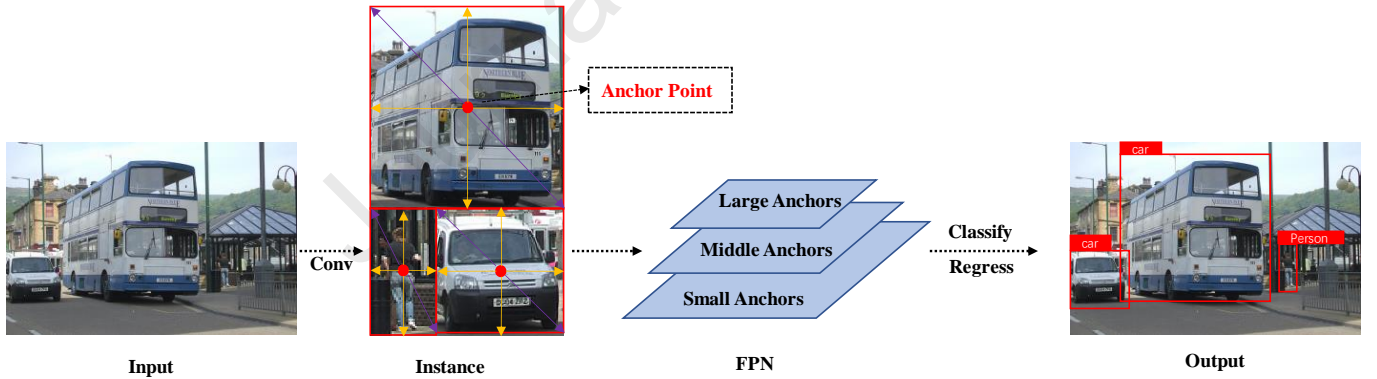 Anchor Point
Large Anchors
Middle Anchors
Small Anchors
Conv
Classify
Regress
car
car
Person
Input
Instance
FPN
Output